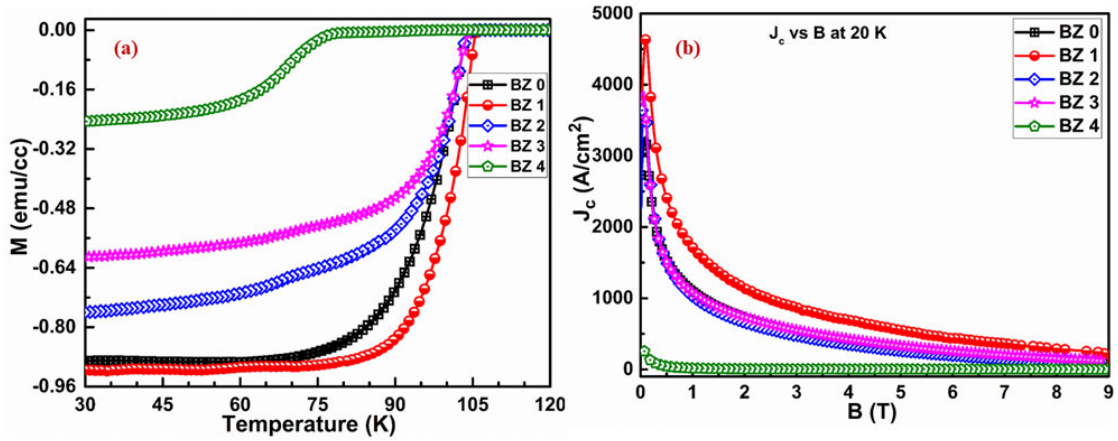 (a)
0.00
-0.16
-0.32
-0.48
-0.64
-0.80
-0.96
M (emu/cc)
BZ 0
BZ 1
BZ 2
BZ 3
BZ 4
30 45 60 75 90 105 120
Temperature (K)
(b)
J_c vs B at 20 K
5000
4000
3000
2000
1000
0
J_c (A/cm²)
BZ 0
BZ 1
BZ 2
BZ 3
BZ 4
0 1 2 3 4 5 6 7 8 9
B (T)